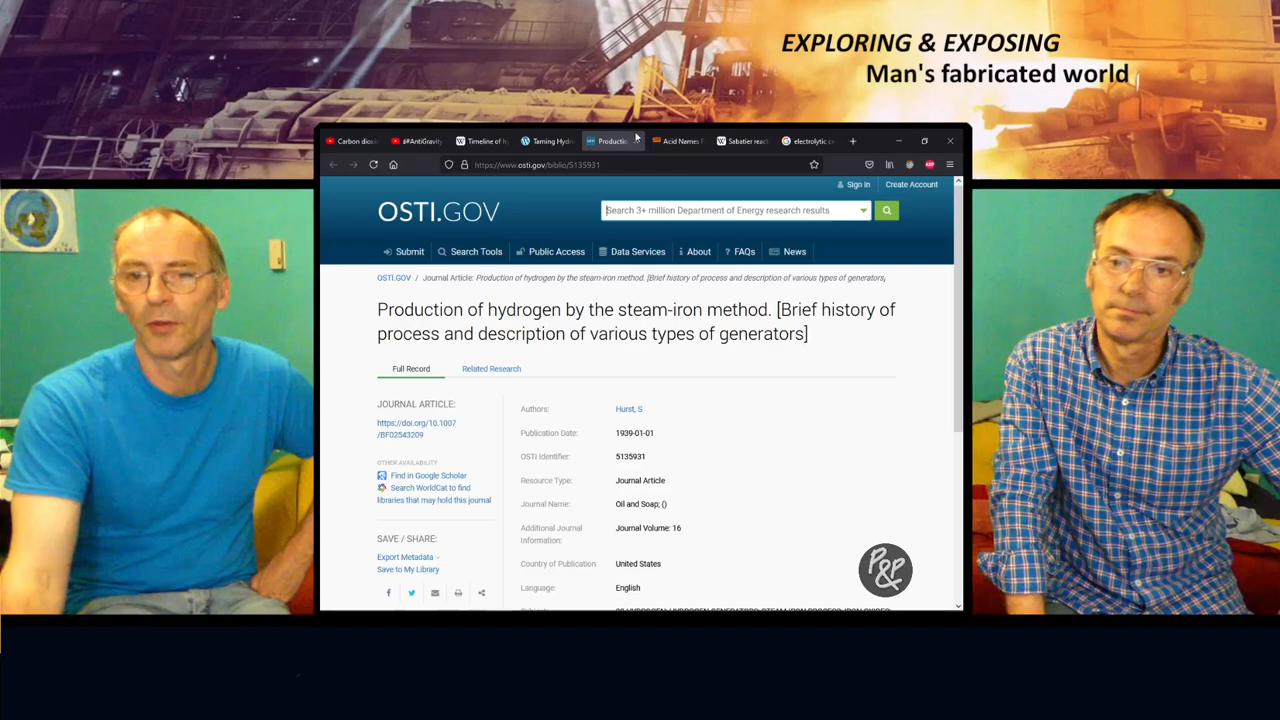 EXPLORING & EXPOSING
Man's fabricated world
Carbon dioxi
#AntiGravity
Timeline of hy
Taming Hydro
Productio
Acid Names F
Sabatier react
electrolytic c
https://www.osti.gov/biblio/5135931
Sign In
Create Account
OSTI.GOV
Search 3+ million Department of Energy research results
Submit
Search Tools
Public Access
Data Services
About
FAQs
News
OSTI.GOV / Journal Article: Production of hydrogen by the steam-iron method. [Brief history of process and description of various types of generators]
Production of hydrogen by the steam-iron method. [Brief history of
process and description of various types of generators]
Full Record
Related Research
JOURNAL ARTICLE:
https://doi.org/10.1007
/BF02543209
OTHER AVAILABILITY
Find in Google Scholar
Search WorldCat to find
libraries that may hold this journal
SAVE / SHARE:
Export Metadata
Save to My Library
Authors: Hurst, S
Publication Date: 1939-01-01
OSTI Identifier: 5135931
Resource Type: Journal Article
Journal Name: Oil and Soap; ()
Additional Journal
Information: Journal Volume: 16
Country of Publication: United States
Language: English
P&P